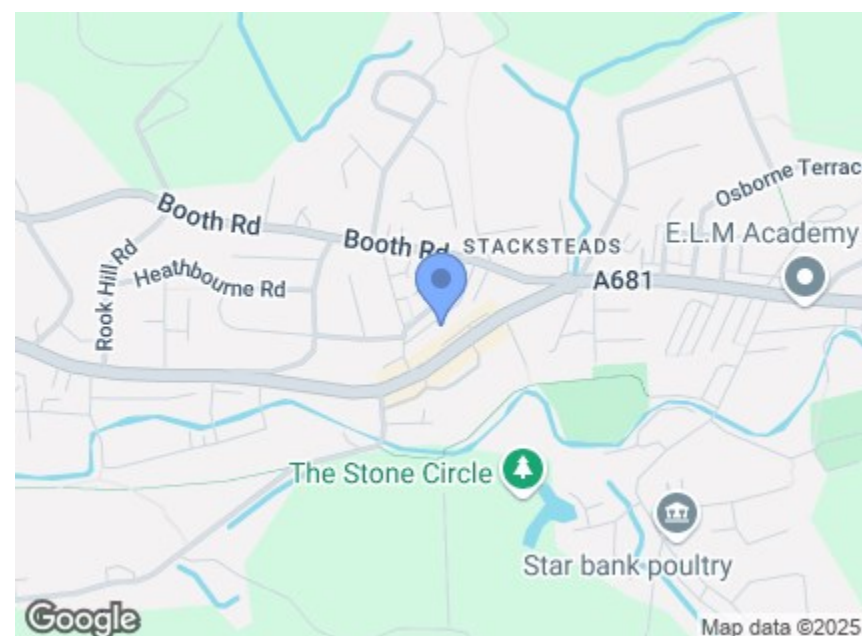 Osborne Terrac
Booth Rd
Booth Rd
STACKSTEADS
E.L.M Academy
Rook Hill Rd
Heathbourne Rd
A681
The Stone Circle
Star bank poultry
Google
Map data ©2025